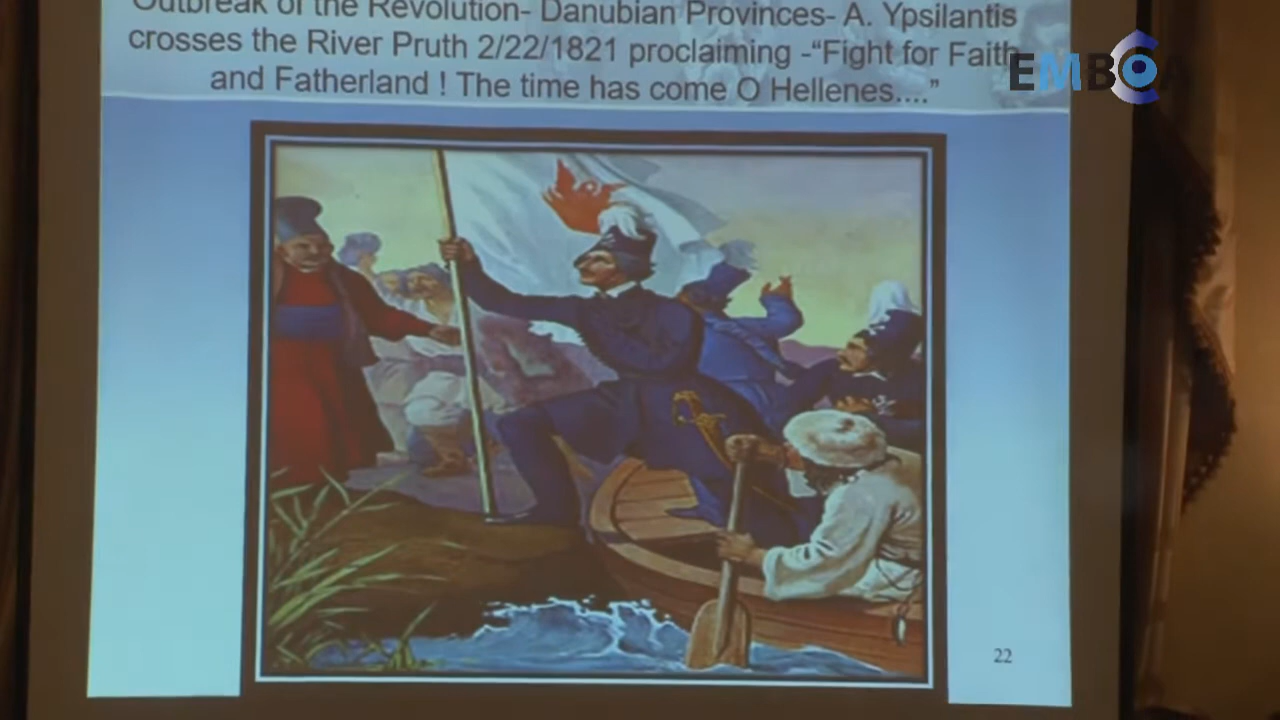 Outbreak of the Revolution- Danubian Provinces- A. Ypsilantis
crosses the River Pruth 2/22/1821 proclaiming -“Fight for Faith
and Fatherland ! The time has come O Hellenes....”
EMBCA
22